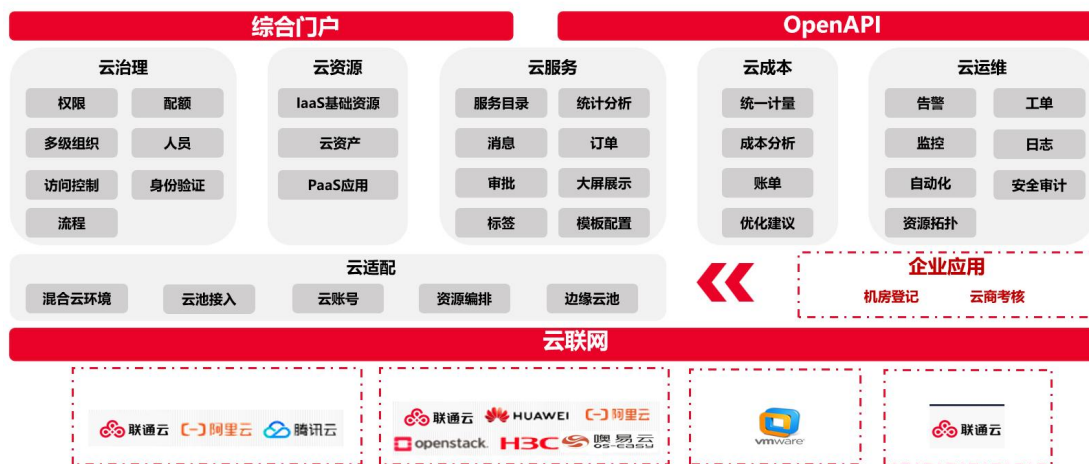 综合门户
OpenAPI
云治理
权限
配额
多级组织
人员
访问控制
身份验证
流程
云资源
IaaS基础资源
云资产
PaaS应用
云服务
服务目录
统计分析
消息
订单
审批
大屏展示
标签
模板配置
云成本
统一计量
成本分析
账单
优化建议
云运维
告警
工单
监控
日志
自动化
安全审计
资源拓扑
云适配
混合云环境
云池接入
云账号
资源编排
边缘云池
企业应用
机房登记
云商考核
云联网
联通云
阿里云
腾讯云
联通云
HUAWEI
阿里云
openstack.
H3C
噢易云
os-easy
vmware
联通云